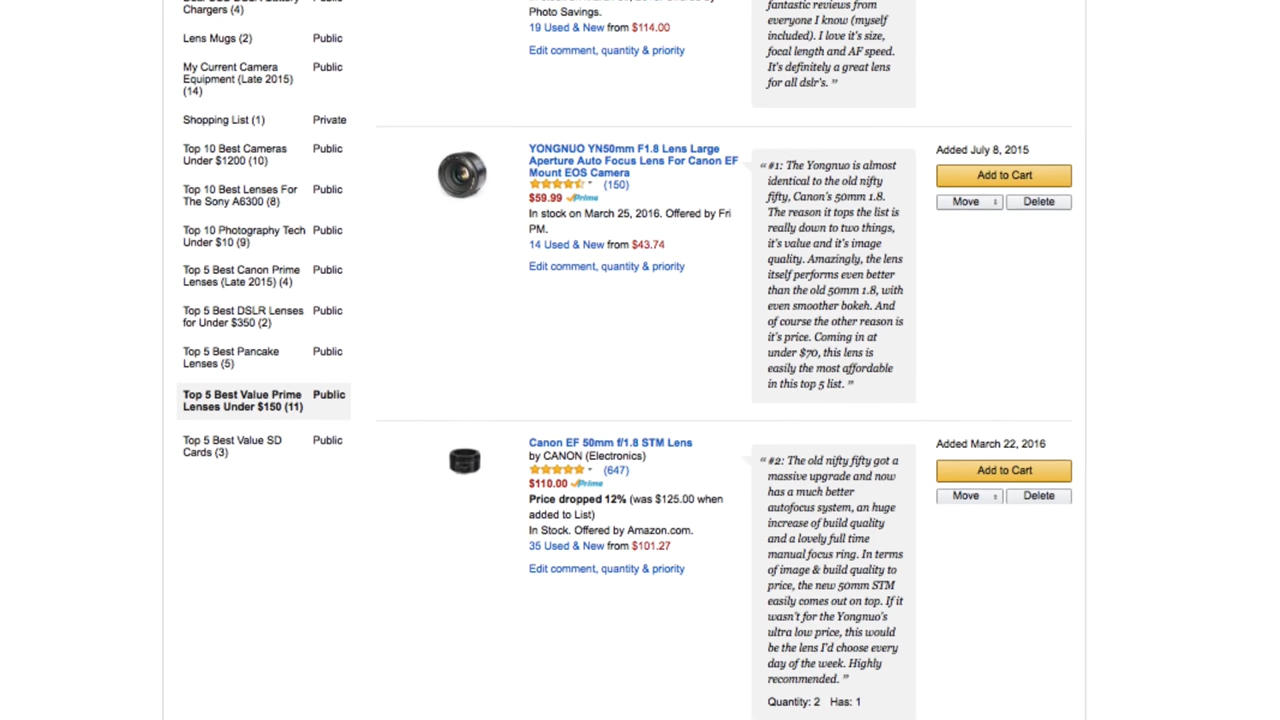 Chargers (4)
Lens Mugs (2) Public
My Current Camera Public
Equipment (Late 2015)
(14)
Shopping List (1) Private
Top 10 Best Cameras Public
Under $1200 (10)
Top 10 Best Lenses For Public
The Sony A6300 (8)
Top 10 Photography Tech Public
Under $10 (9)
Top 5 Best Canon Prime Public
Lenses (Late 2015) (4)
Top 5 Best DSLR Lenses Public
for Under $350 (2)
Top 5 Best Pancake Public
Lenses (5)
Top 5 Best Value Prime Public
Lenses Under $150 (11)
Top 5 Best Value SD Public
Cards (3)
Photo Savings.
19 Used & New from $114.00
Edit comment, quantity & priority
fantastic reviews from
everyone I know (myself
included). I love it's size,
focal length and AF speed.
It's definitely a great lens
for all dslr's. ”
YONGNUO YN50mm F1.8 Lens Large
Aperture Auto Focus Lens For Canon EF
Mount EOS Camera
(150)
$59.99 Prime
In stock on March 25, 2016. Offered by Fri
PM.
14 Used & New from $43.74
Edit comment, quantity & priority
“ #1: The Yongnuo is almost
identical to the old nifty
fifty, Canon's 50mm 1.8.
The reason it tops the list is
really down to two things,
it's value and it's image
quality. Amazingly, the lens
itself performs even better
than the old 50mm 1.8, with
even smoother bokeh. And
of course the other reason is
it's price. Coming in at
under $70, this lens is
easily the most affordable
in this top 5 list. ”
Added July 8, 2015
Add to Cart
Move Delete
Canon EF 50mm f/1.8 STM Lens
by CANON (Electronics)
(647)
$110.00 Prime
Price dropped 12% (was $125.00 when
added to List)
In Stock. Offered by Amazon.com.
35 Used & New from $101.27
Edit comment, quantity & priority
“ #2: The old nifty fifty got a
massive upgrade and now
has a much better
autofocus system, an huge
increase of build quality
and a lovely full time
manual focus ring. In terms
of image & build quality to
price, the new 50mm STM
easily comes out on top. If it
wasn't for the Yongnuo's
ultra low price, this would
be the lens I'd choose every
day of the week. Highly
recommended. ”
Quantity: 2 Has: 1
Added March 22, 2016
Add to Cart
Move Delete